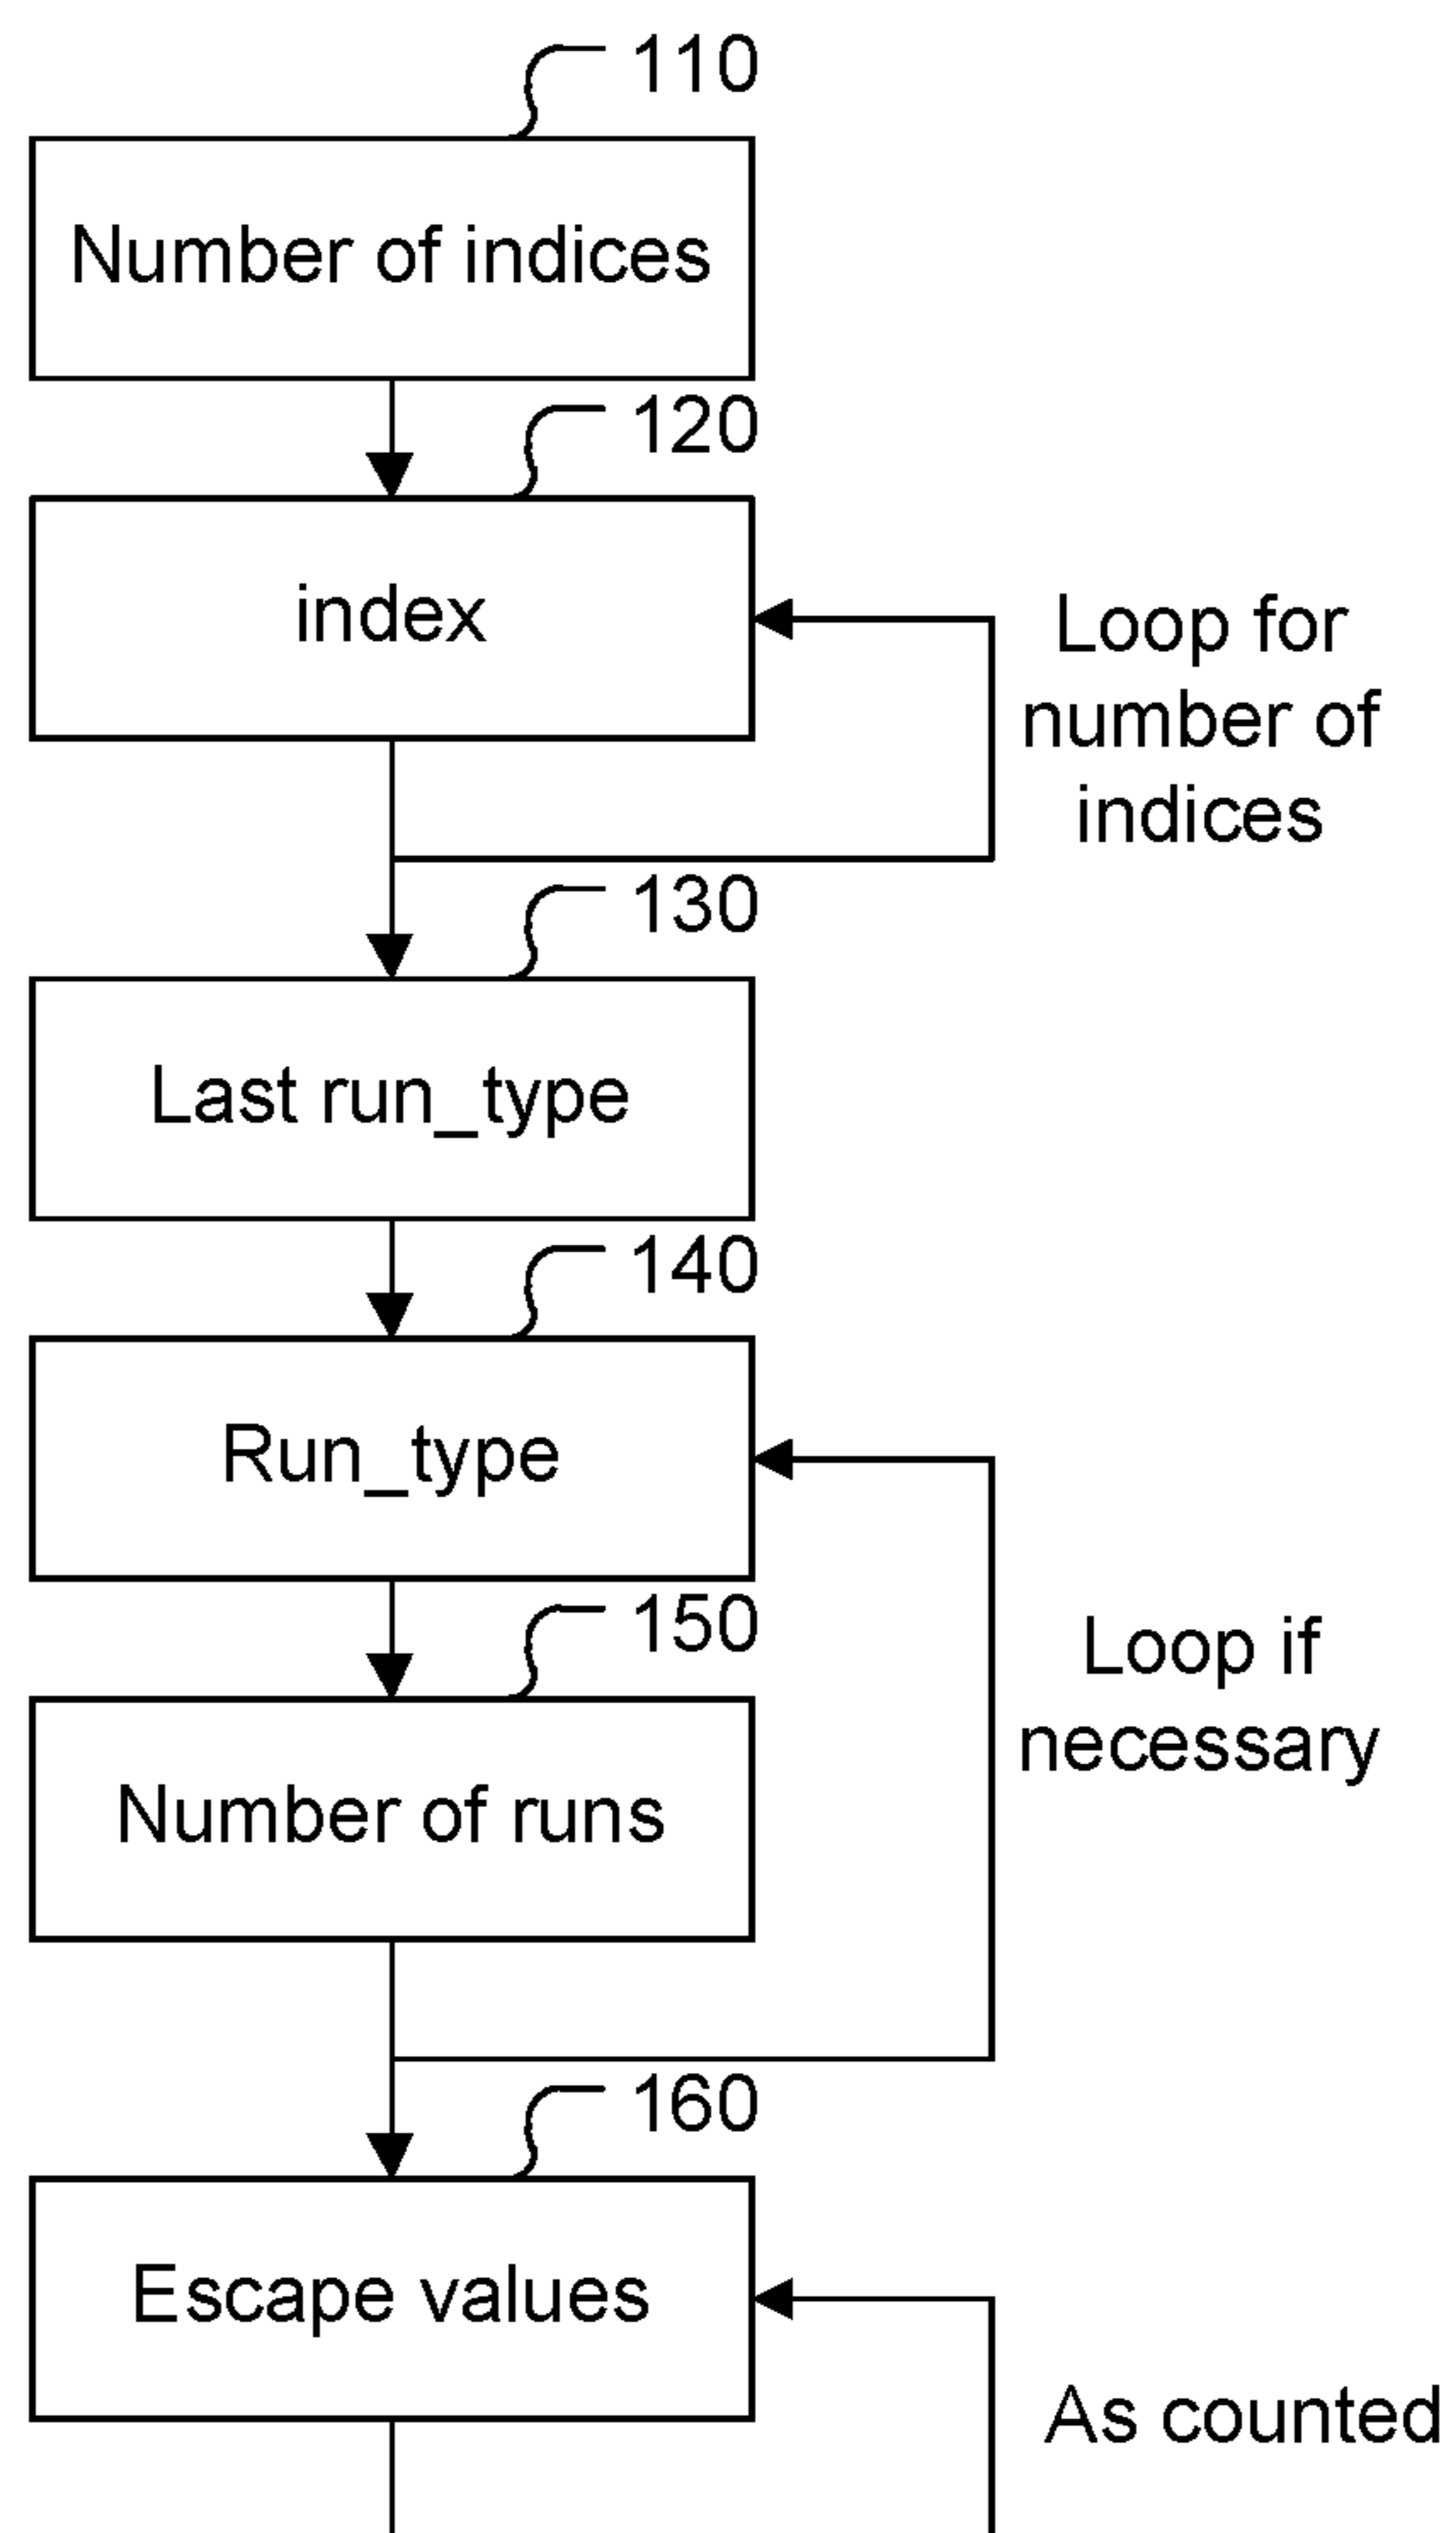 110
Number of indices
120
index
Loop for
number of
indices
130
Last run_type
140
Run_type
150
Loop if
necessary
Number of runs
160
Escape values
As counted